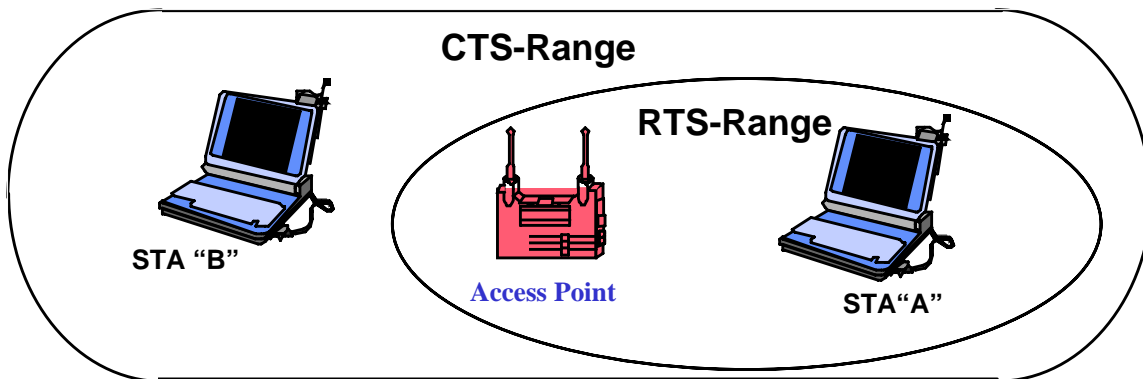 CTS-Range
RTS-Range
STA “B”
Access Point
STA“A”